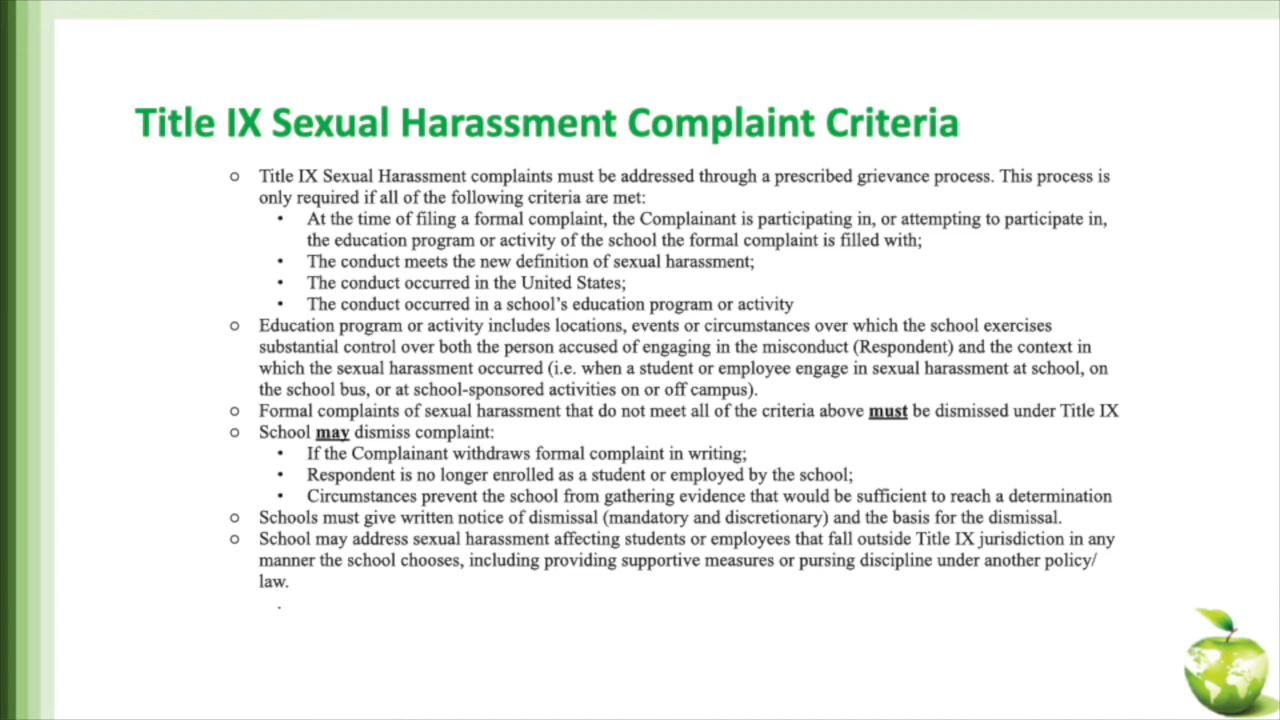 Title IX Sexual Harassment Complaint Criteria
o Title IX Sexual Harassment complaints must be addressed through a prescribed grievance process. This process is
only required if all of the following criteria are met:
• At the time of filing a formal complaint, the Complainant is participating in, or attempting to participate in,
the education program or activity of the school the formal complaint is filled with;
• The conduct meets the new definition of sexual harassment;
• The conduct occurred in the United States;
• The conduct occurred in a school's education program or activity
o Education program or activity includes locations, events or circumstances over which the school exercises
substantial control over both the person accused of engaging in the misconduct (Respondent) and the context in
which the sexual harassment occurred (i.e. when a student or employee engage in sexual harassment at school, on
the school bus, or at school-sponsored activities on or off campus).
o Formal complaints of sexual harassment that do not meet all of the criteria above must be dismissed under Title IX
o School may dismiss complaint:
• If the Complainant withdraws formal complaint in writing;
• Respondent is no longer enrolled as a student or employed by the school;
• Circumstances prevent the school from gathering evidence that would be sufficient to reach a determination
o Schools must give written notice of dismissal (mandatory and discretionary) and the basis for the dismissal.
o School may address sexual harassment affecting students or employees that fall outside Title IX jurisdiction in any
manner the school chooses, including providing supportive measures or pursing discipline under another policy/
law.